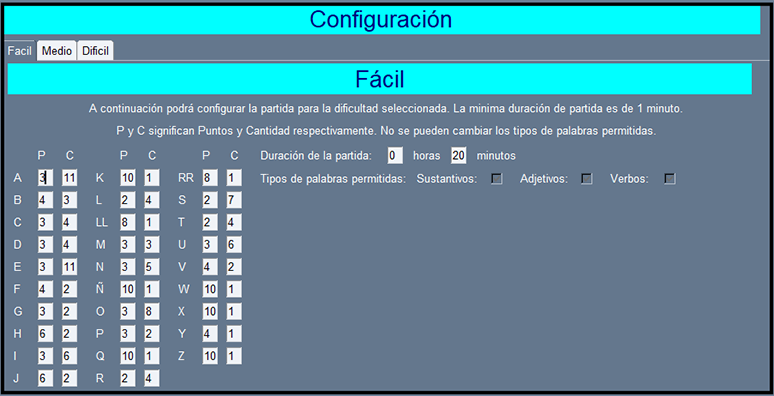 Configuración
Facil Medio Dificil
Fácil
A continuación podrá configurar la partida para la dificultad seleccionada. La minima duración de partida es de 1 minuto.
P y C significan Puntos y Cantidad respectivamente. No se pueden cambiar los tipos de palabras permitidas.
P C P C P C Duración de la partida: 0 horas 20 minutos
A 3 11 K 10 1 RR 8 1 Tipos de palabras permitidas: Sustantivos: Adjetivos: Verbos:
B 4 3 L 2 4 S 2 7
C 3 4 LL 8 1 T 2 4
D 3 4 M 3 3 U 3 6
E 3 11 N 3 5 V 4 2
F 4 2 Ñ 10 1 W 10 1
G 3 2 O 3 8 X 10 1
H 6 2 P 3 2 Y 4 1
I 3 6 Q 10 1 Z 10 1
J 6 2 R 2 4